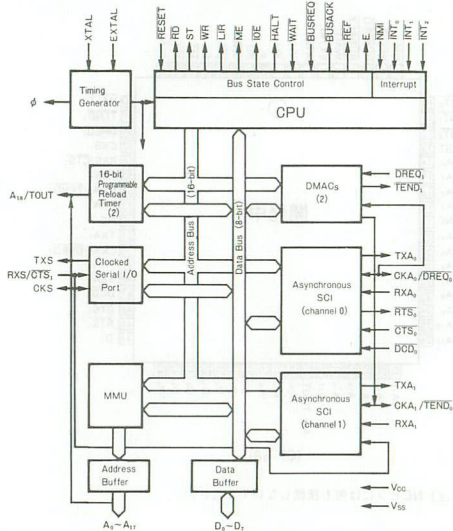 XTAL
EXTAL
RESET
RD
ST
WR
LIR
ME
IOE
HALT
WAIT
BUSREQ
BUSACK
REF
E
NMI
INT₀
INT₁
INT₂
Timing
Generator
Bus State Control
Interrupt
CPU
φ
16-bit
Programmable
Reload
Timer
(2)
A₁₈/TOUT
Address Bus (16-bit)
Data Bus (8-bit)
DMACs
(2)
DREQ₁
TEND₁
TXS
RXS/CTS₁
CKS
Clocked
Serial I/O
Port
Asynchronous
SCI
(channel 0)
TXA₀
CKA₀/DREQ₀
RXA₀
RTS₀
CTS₀
DCD₀
MMU
Asynchronous
SCI
(channel 1)
TXA₁
CKA₁/TEND₀
RXA₁
Address
Buffer
Data
Buffer
V_CC
V_SS
A₀~A₁₇
D₀~D₇